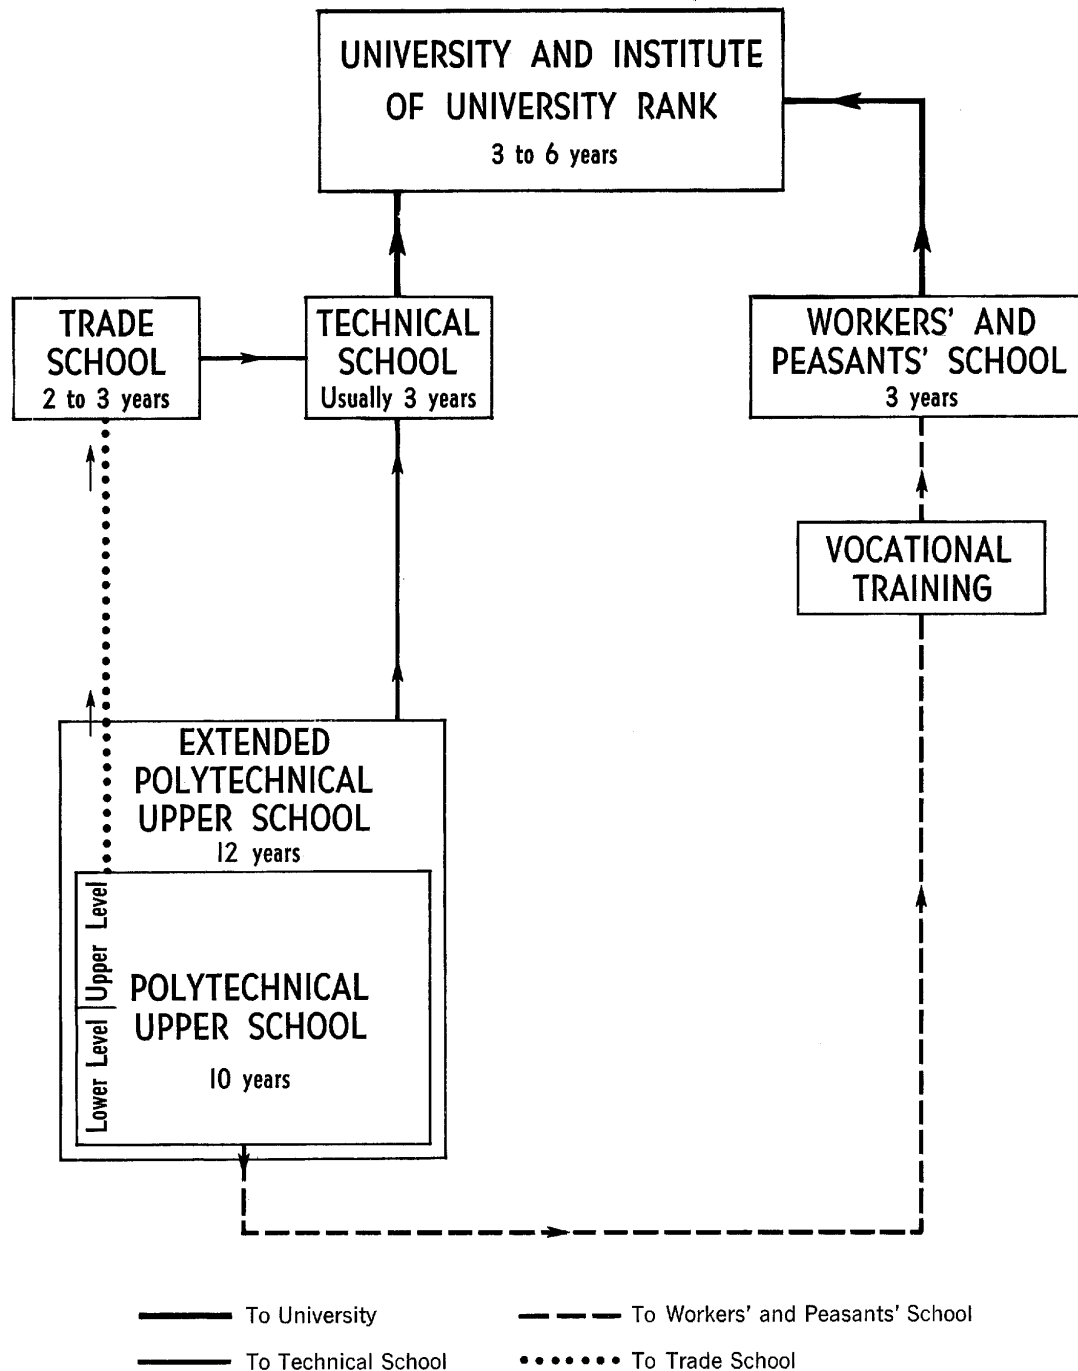 UNIVERSITY AND INSTITUTE
OF UNIVERSITY RANK
3 to 6 years
TRADE
SCHOOL
2 to 3 years
TECHNICAL
SCHOOL
Usually 3 years
WORKERS' AND
PEASANTS' SCHOOL
3 years
VOCATIONAL
TRAINING
EXTENDED
POLYTECHNICAL
UPPER SCHOOL
12 years
Upper Level
Lower Level
POLYTECHNICAL
UPPER SCHOOL
10 years
To University
To Workers' and Peasants' School
To Technical School
To Trade School